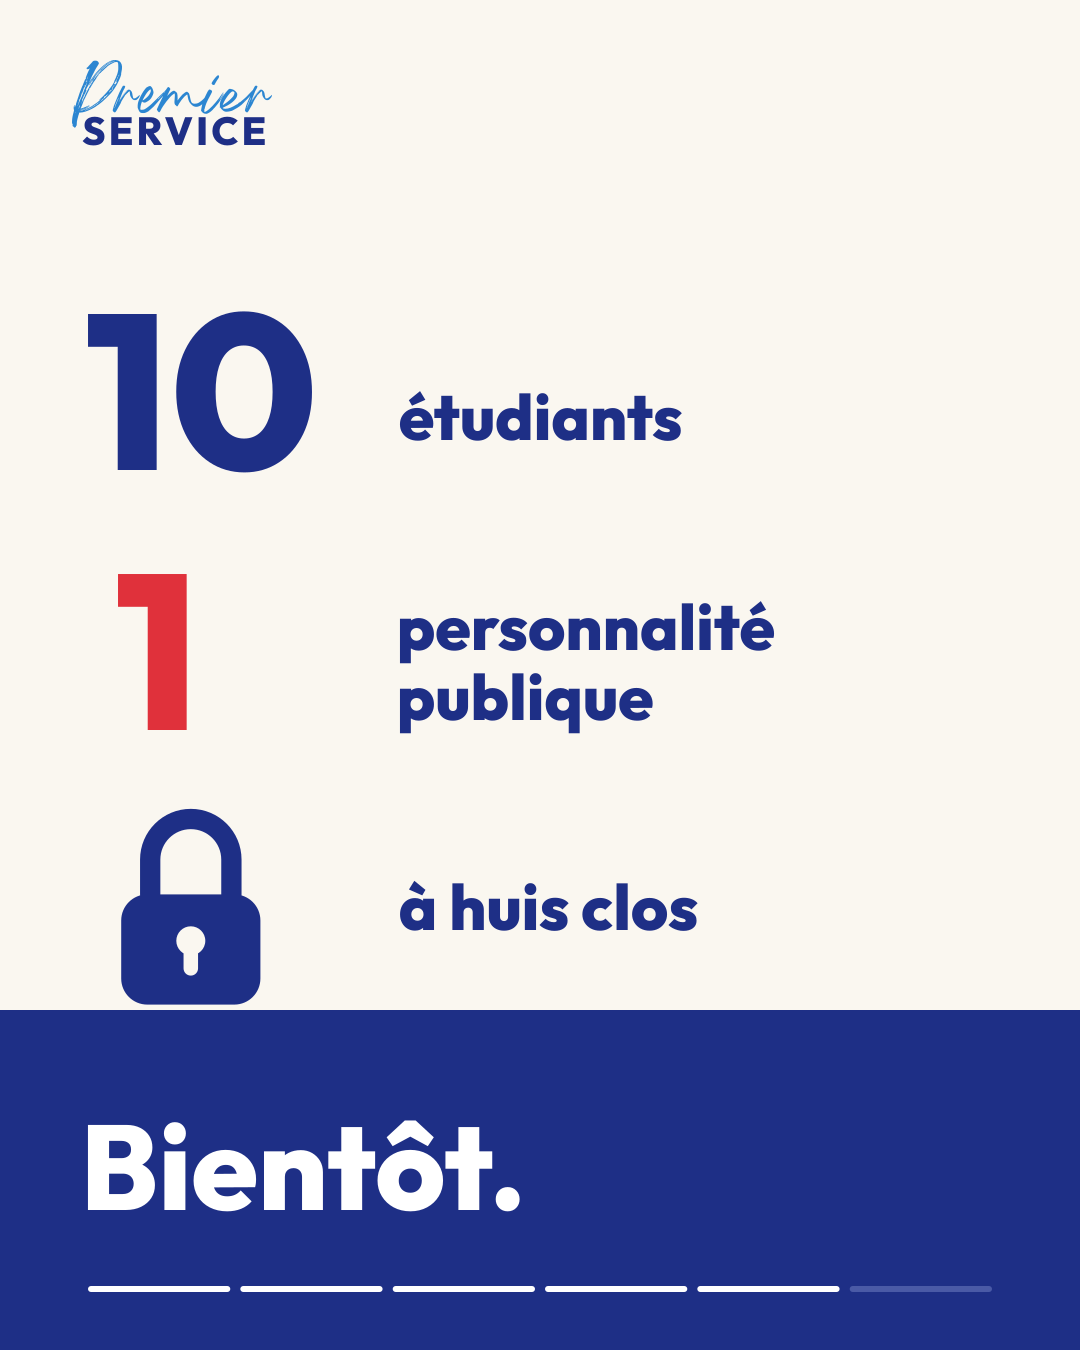 Premier
SERVICE
10
étudiants
1
personnalité
publique
à huis clos
Bientôt.